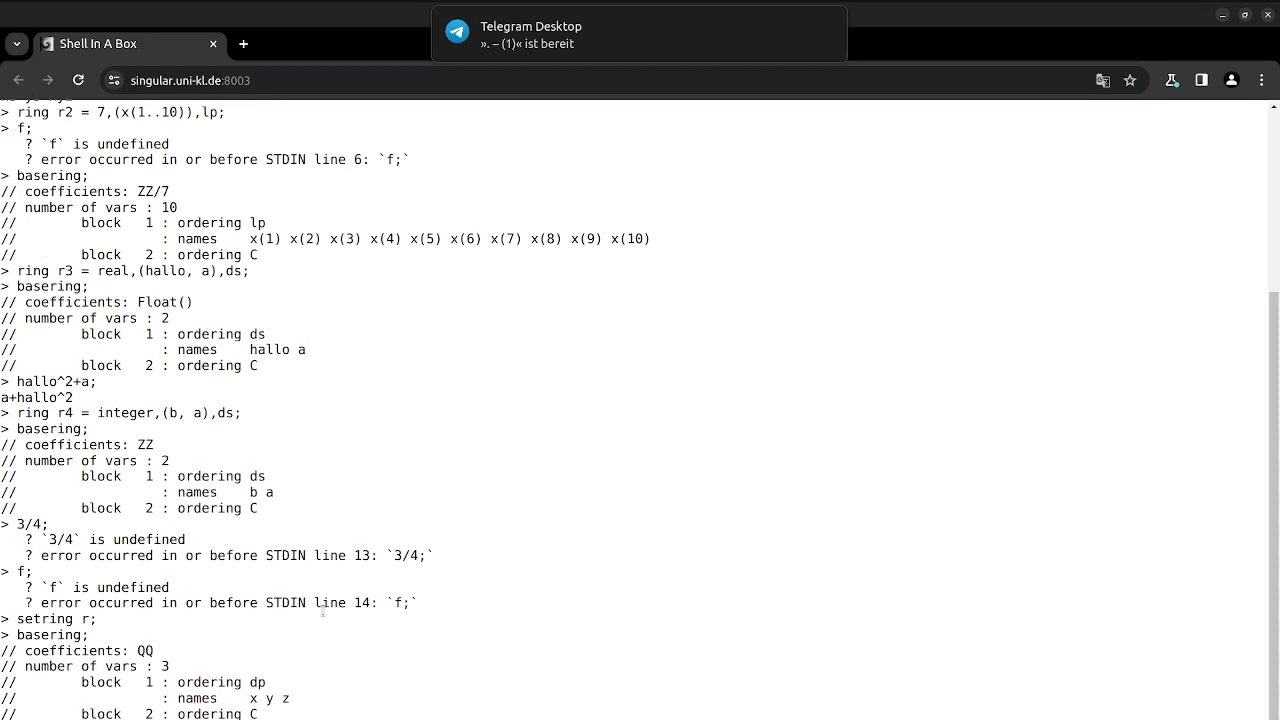 Telegram Desktop
». – (1)« ist bereit
Shell In A Box
singular.uni-kl.de:8003
> ring r2 = 7,(x(1..10)),lp;
> f;
   ? `f` is undefined
   ? error occurred in or before STDIN line 6: `f;`
> basering;
// coefficients: ZZ/7
// number of vars : 10
//        block   1 : ordering lp
//                  : names    x(1) x(2) x(3) x(4) x(5) x(6) x(7) x(8) x(9) x(10)
//        block   2 : ordering C
> ring r3 = real,(hallo, a),ds;
> basering;
// coefficients: Float()
// number of vars : 2
//        block   1 : ordering ds
//                  : names    hallo a
//        block   2 : ordering C
> hallo^2+a;
a+hallo^2
> ring r4 = integer,(b, a),ds;
> basering;
// coefficients: ZZ
// number of vars : 2
//        block   1 : ordering ds
//                  : names    b a
//        block   2 : ordering C
> 3/4;
   ? `3/4` is undefined
   ? error occurred in or before STDIN line 13: `3/4;`
> f;
   ? `f` is undefined
   ? error occurred in or before STDIN line 14: `f;`
> setring r;
> basering;
// coefficients: QQ
// number of vars : 3
//        block   1 : ordering dp
//                  : names    x y z
//        block   2 : ordering C